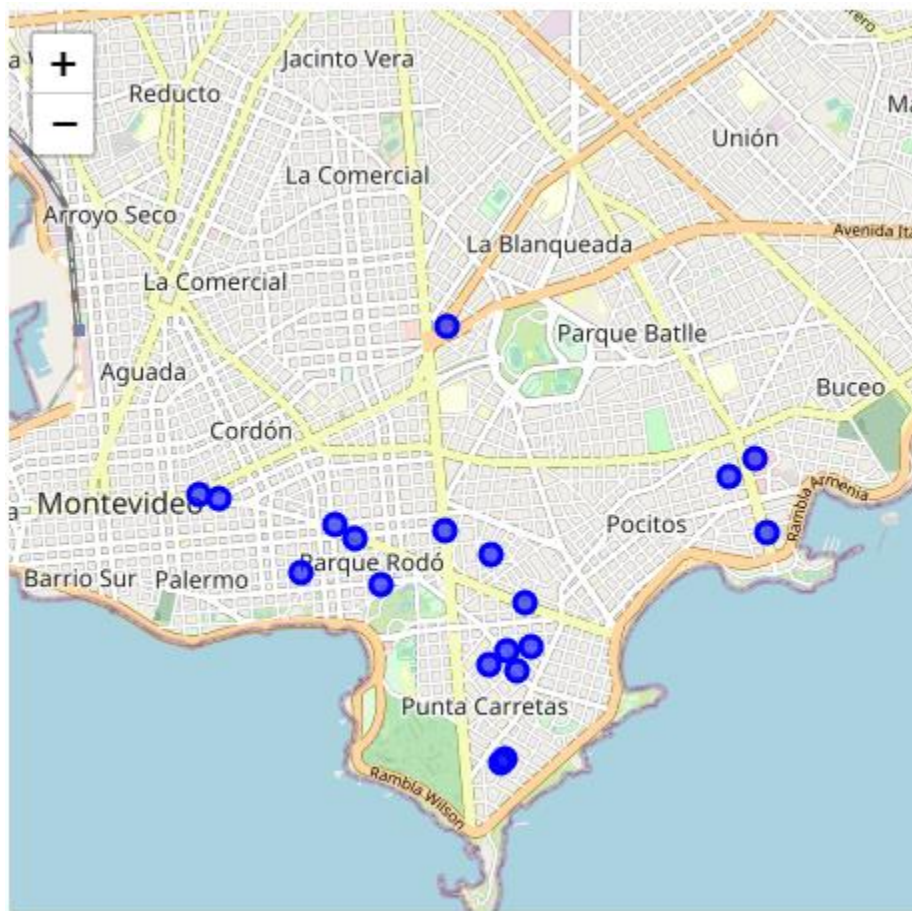 +
−
Jacinto Vera
Reducto
Unión
La Comercial
Arroyo Seco
La Blanqueada
Avenida Ita
La Comercial
Parque Batlle
Aguada
Buceo
Cordón
Montevideo
Pocitos
Rambla Armenia
Parque Rodó
Barrio Sur
Palermo
Punta Carretas
Rambla Wilson